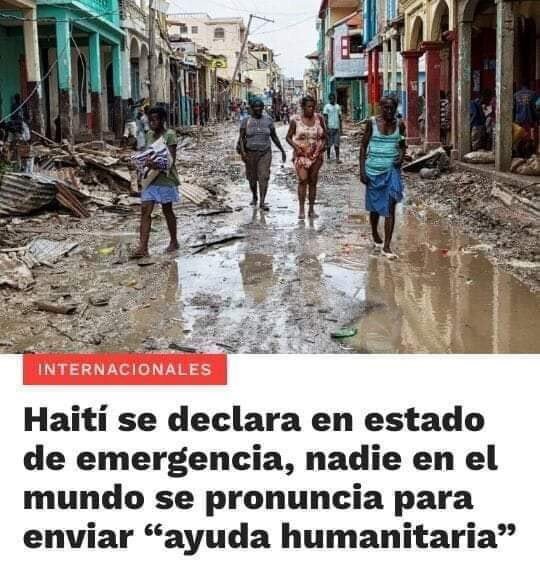 INTERNACIONALES
Haití se declara en estado
de emergencia, nadie en el
mundo se pronuncia para
enviar “ayuda humanitaria”